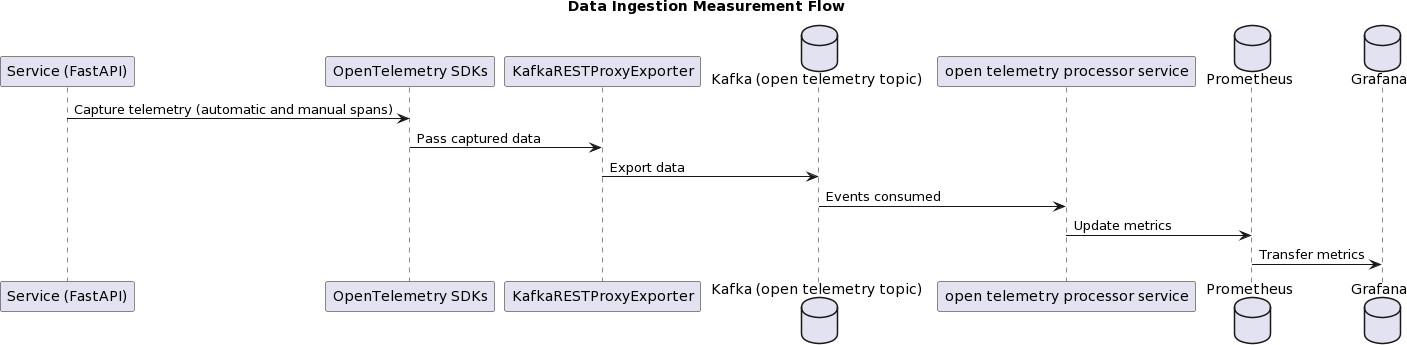 Data Ingestion Measurement Flow
Service (FastAPI)
OpenTelemetry SDKs
KafkaRESTProxyExporter
Kafka (open telemetry topic)
open telemetry processor service
Prometheus
Grafana
Capture telemetry (automatic and manual spans)
Pass captured data
Export data
Events consumed
Update metrics
Transfer metrics
Service (FastAPI)
OpenTelemetry SDKs
KafkaRESTProxyExporter
Kafka (open telemetry topic)
open telemetry processor service
Prometheus
Grafana